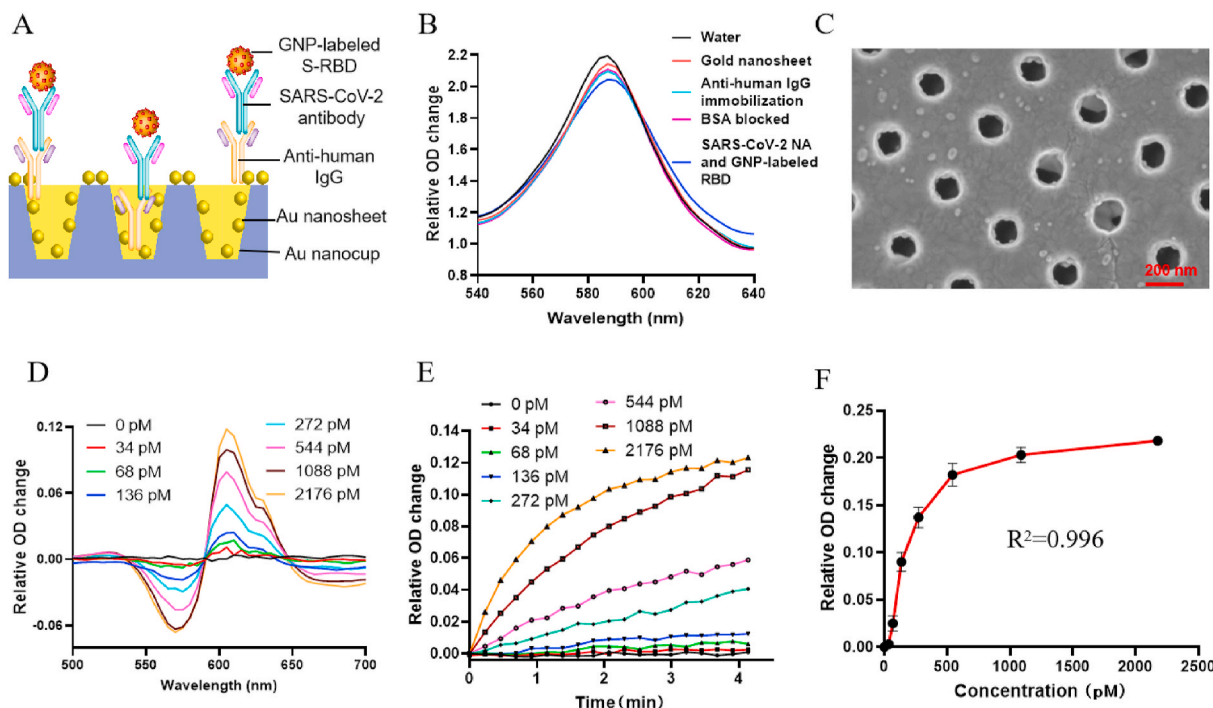 A
GNP-labeled
S-RBD
SARS-CoV-2
antibody
Anti-human
IgG
Au nanosheet
Au nanocup
B
Relative OD change
2.2
2.0
1.8
1.6
1.4
1.2
1.0
0.8
540
560
580
600
620
640
Wavelength (nm)
Water
Gold nanosheet
Anti-human IgG
immobilization
BSA blocked
SARS-CoV-2 NA
and GNP-labeled
RBD
C
200 nm
D
Relative OD change
0.12
0.06
0.00
-0.06
500
550
600
650
700
Wavelength (nm)
0 pM
34 pM
68 pM
136 pM
272 pM
544 pM
1088 pM
2176 pM
E
Relative OD change
0.14
0.12
0.10
0.08
0.06
0.04
0.02
0.00
0
1
2
3
4
Time(min)
0 pM
34 pM
68 pM
136 pM
272 pM
544 pM
1088 pM
2176 pM
F
Relative OD change
0.25
0.20
0.15
0.10
0.05
0.00
0
500
1000
1500
2000
2500
Concentration (pM)
R²=0.996